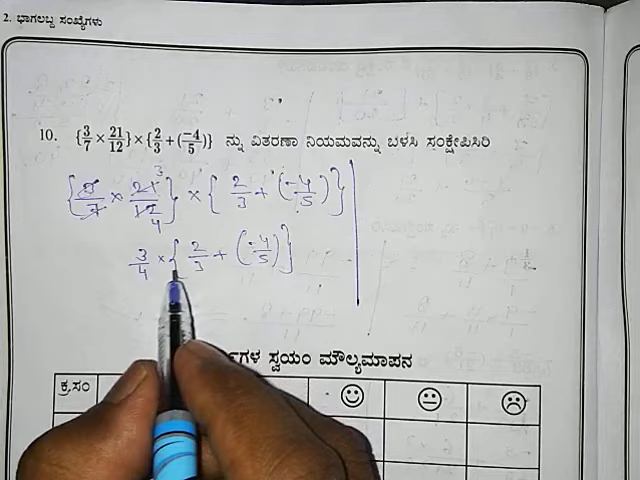 2. ಭಾಗಲಬ್ಧ ಸಂಖ್ಯೆಗಳು
10. {3/7 × 21/12} × {2/3 + (-4/5)} ನ್ನು ವಿತರಣಾ ನಿಯಮವನ್ನು ಬಳಸಿ ಸಂಕ್ಷೇಪಿಸಿರಿ
{3/7 × 21/12} × {2/3 + (-4/5)}
3/4 × {2/3 + (-4/5)}
ಸ್ವಯಂ ಮೌಲ್ಯಮಾಪನ
ಕ್ರ.ಸಂ